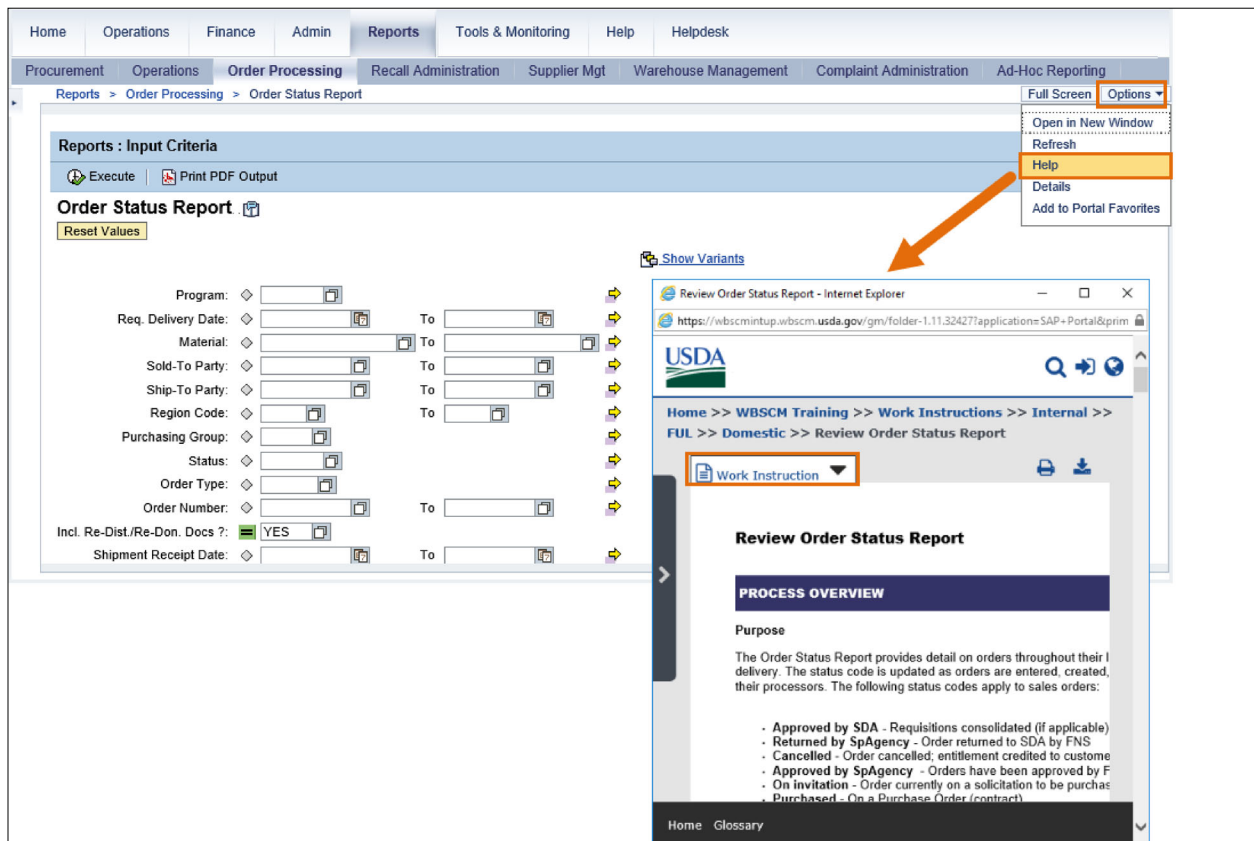 Home Operations Finance Admin Reports Tools & Monitoring Help Helpdesk
Procurement Operations Order Processing Recall Administration Supplier Mgt Warehouse Management Complaint Administration Ad-Hoc Reporting
Reports > Order Processing > Order Status Report Full Screen Options
Open in New Window
Refresh
Help
Details
Add to Portal Favorites
Reports : Input Criteria
Execute Print PDF Output
Order Status Report
Reset Values
Show Variants
Program:
Req. Delivery Date: To
Material: To
Sold-To Party: To
Ship-To Party: To
Region Code: To
Purchasing Group:
Status:
Order Type:
Order Number: To
Incl. Re-Dist./Re-Don. Docs ?: YES
Shipment Receipt Date: To
Review Order Status Report - Internet Explorer
https://wbscmintup.wbscm.usda.gov/gm/folder-1.11.32427?application=SAP+Portal&prim
USDA
Home >> WBSCM Training >> Work Instructions >> Internal >>
FUL >> Domestic >> Review Order Status Report
Work Instruction
Review Order Status Report
PROCESS OVERVIEW
Purpose
The Order Status Report provides detail on orders throughout their l
delivery. The status code is updated as orders are entered, created,
their processors. The following status codes apply to sales orders:
· Approved by SDA - Requisitions consolidated (if applicable)
· Returned by SpAgency - Order returned to SDA by FNS
· Cancelled - Order cancelled; entitlement credited to custome
· Approved by SpAgency - Orders have been approved by F
· On invitation - Order currently on a solicitation to be purchas
· Purchased - On a Purchase Order (contract)
Home Glossary